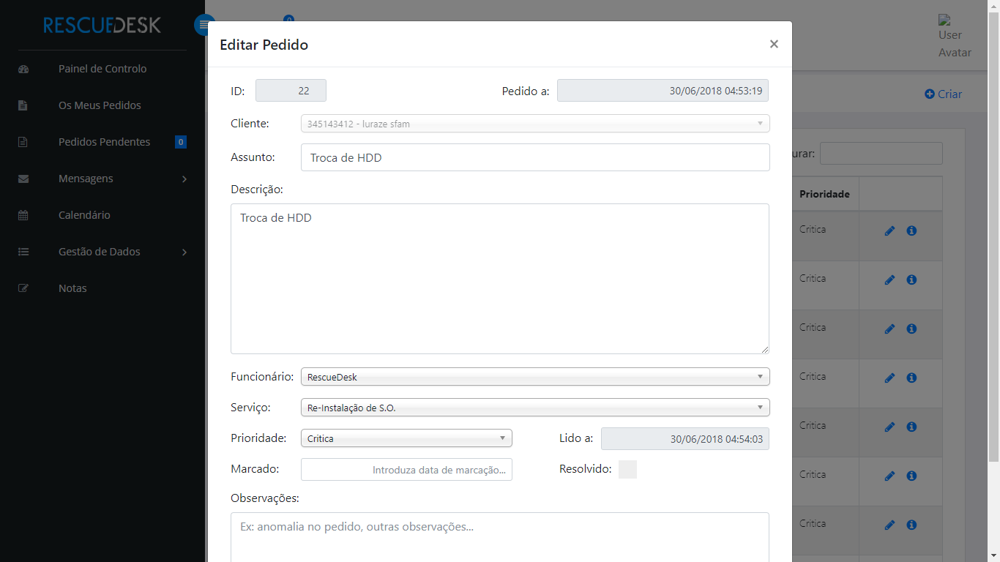 RESCUEDESK
0
User
Avatar
Painel de Controlo
Os Meus Pedidos
Pedidos Pendentes 0
Mensagens
Calendário
Gestão de Dados
Notas
Editar Pedido ×
ID: 22 Pedido a: 30/06/2018 04:53:19
Cliente: 345143412 - luraze sfam
Assunto: Troca de HDD
Descrição:
Troca de HDD
Funcionário: RescueDesk
Serviço: Re-Instalação de S.O.
Prioridade: Critica Lido a: 30/06/2018 04:54:03
Marcado: Introduza data de marcação... Resolvido:
Observações:
Ex: anomalia no pedido, outras observações...
Criar
urar:
Prioridade
Critica
Critica
Critica
Critica
Critica
Critica
Critica